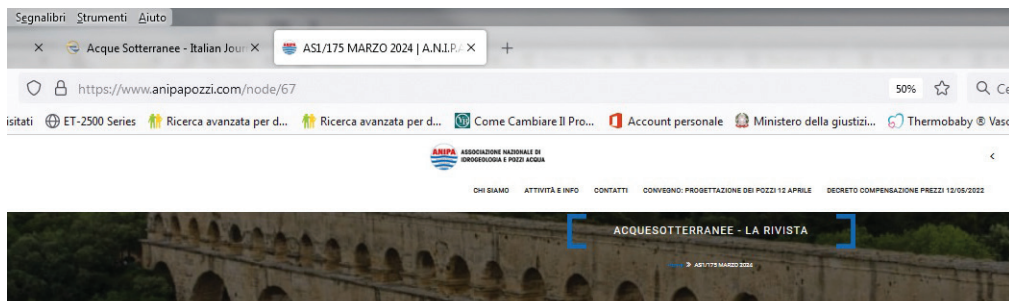 Segnalibri Strumenti Aiuto
Acque Sotterranee - Italian Jour
AS1/175 MARZO 2024 | A.N.I.P.A
https://www.anipapozzi.com/node/67
50%
Ce
isitati ET-2500 Series Ricerca avanzata per d... Ricerca avanzata per d... Come Cambiare Il Pro... Account personale Ministero della giustizi... Thermobaby ® Vasc
ANIPA ASSOCIAZIONE NAZIONALE DI
IDROGEOLOGIA E POZZI ACQUA
CHI SIAMO ATTIVITÀ E INFO CONTATTI CONVEGNO: PROGETTAZIONE DEI POZZI 12 APRILE DECRETO COMPENSAZIONE PREZZI 12/05/2022
ACQUESOTTERRANEE - LA RIVISTA
AS1/175 MARZO 2024